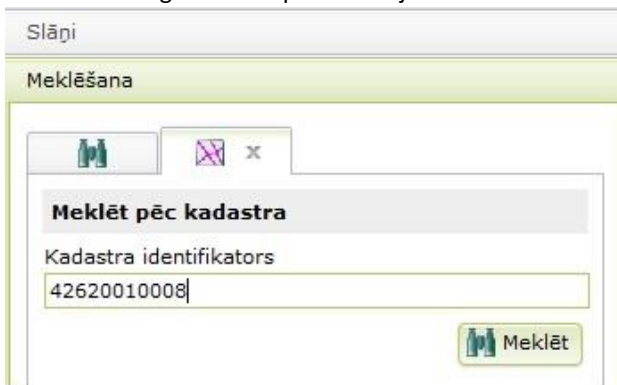 Slāņi
Meklēšana
Meklēt pēc kadastra
Kadastra identifikators
42620010008
Meklēt